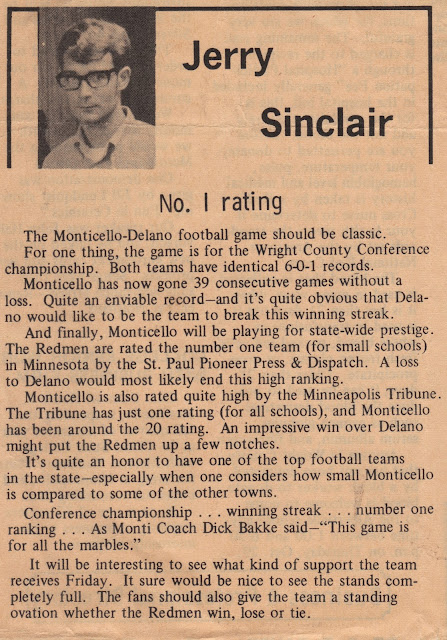 Jerry
Sinclair
No. 1 rating
The Monticello-Delano football game should be classic.
For one thing, the game is for the Wright County Conference
championship. Both teams have identical 6-0-1 records.
Monticello has now gone 39 consecutive games without a
loss. Quite an enviable record—and it's quite obvious that Dela-
no would like to be the team to break this winning streak.
And finally, Monticello will be playing for state-wide prestige.
The Redmen are rated the number one team (for small schools)
in Minnesota by the St. Paul Pioneer Press & Dispatch. A loss
to Delano would most likely end this high ranking.
Monticello is also rated quite high by the Minneapolis Tribune.
The Tribune has just one rating (for all schools), and Monticello
has been around the 20 rating. An impressive win over Delano
might put the Redmen up a few notches.
It's quite an honor to have one of the top football teams
in the state—especially when one considers how small Monticello
is compared to some of the other towns.
Conference championship . . . winning streak . . . number one
ranking . . . As Monti Coach Dick Bakke said—"This game is
for all the marbles."
It will be interesting to see what kind of support the team
receives Friday. It sure would be nice to see the stands com-
pletely full. The fans should also give the team a standing
ovation whether the Redmen win, lose or tie.